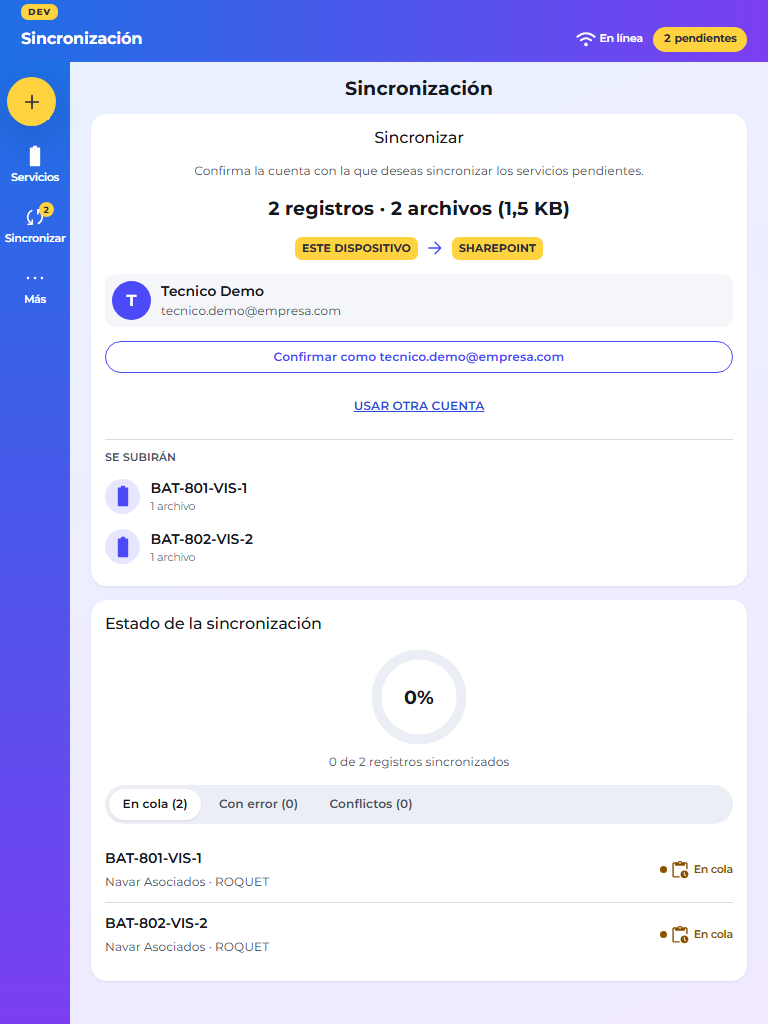 DEV
Sincronización
En línea
2 pendientes
Servicios
2
Sincronizar
Más
Sincronización
Sincronizar
Confirma la cuenta con la que deseas sincronizar los servicios pendientes.
2 registros · 2 archivos (1,5 KB)
ESTE DISPOSITIVO → SHAREPOINT
T
Tecnico Demo
tecnico.demo@empresa.com
Confirmar como tecnico.demo@empresa.com
USAR OTRA CUENTA
SE SUBIRÁN
BAT-801-VIS-1
1 archivo
BAT-802-VIS-2
1 archivo
Estado de la sincronización
0%
0 de 2 registros sincronizados
En cola (2) Con error (0) Conflictos (0)
BAT-801-VIS-1
Navar Asociados · ROQUET
En cola
BAT-802-VIS-2
Navar Asociados · ROQUET
En cola